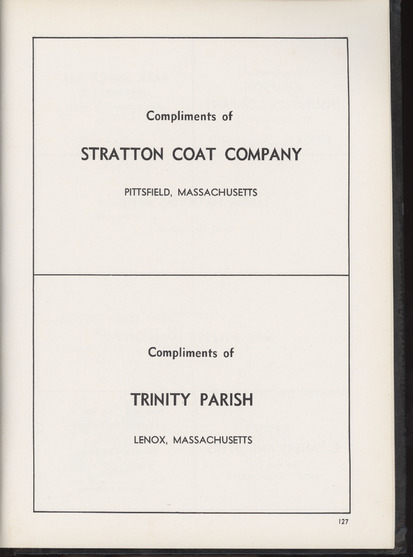 Compliments of
STRATTON COAT COMPANY
PITTSFIELD, MASSACHUSETTS
Compliments of
TRINITY PARISH
LENOX, MASSACHUSETTS
127